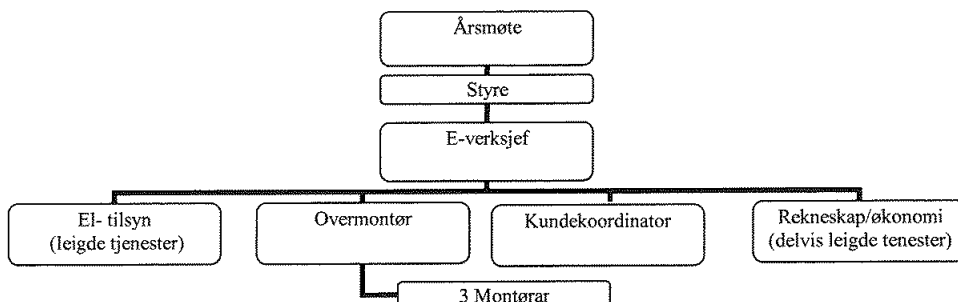 Årsmøte
Styre
E-verksjef
El- tilsyn
(leigde tjenester)
Overmontør
Kundekoordinator
Rekneskap/økonomi
(delvis leigde tenester)
3 Montørar